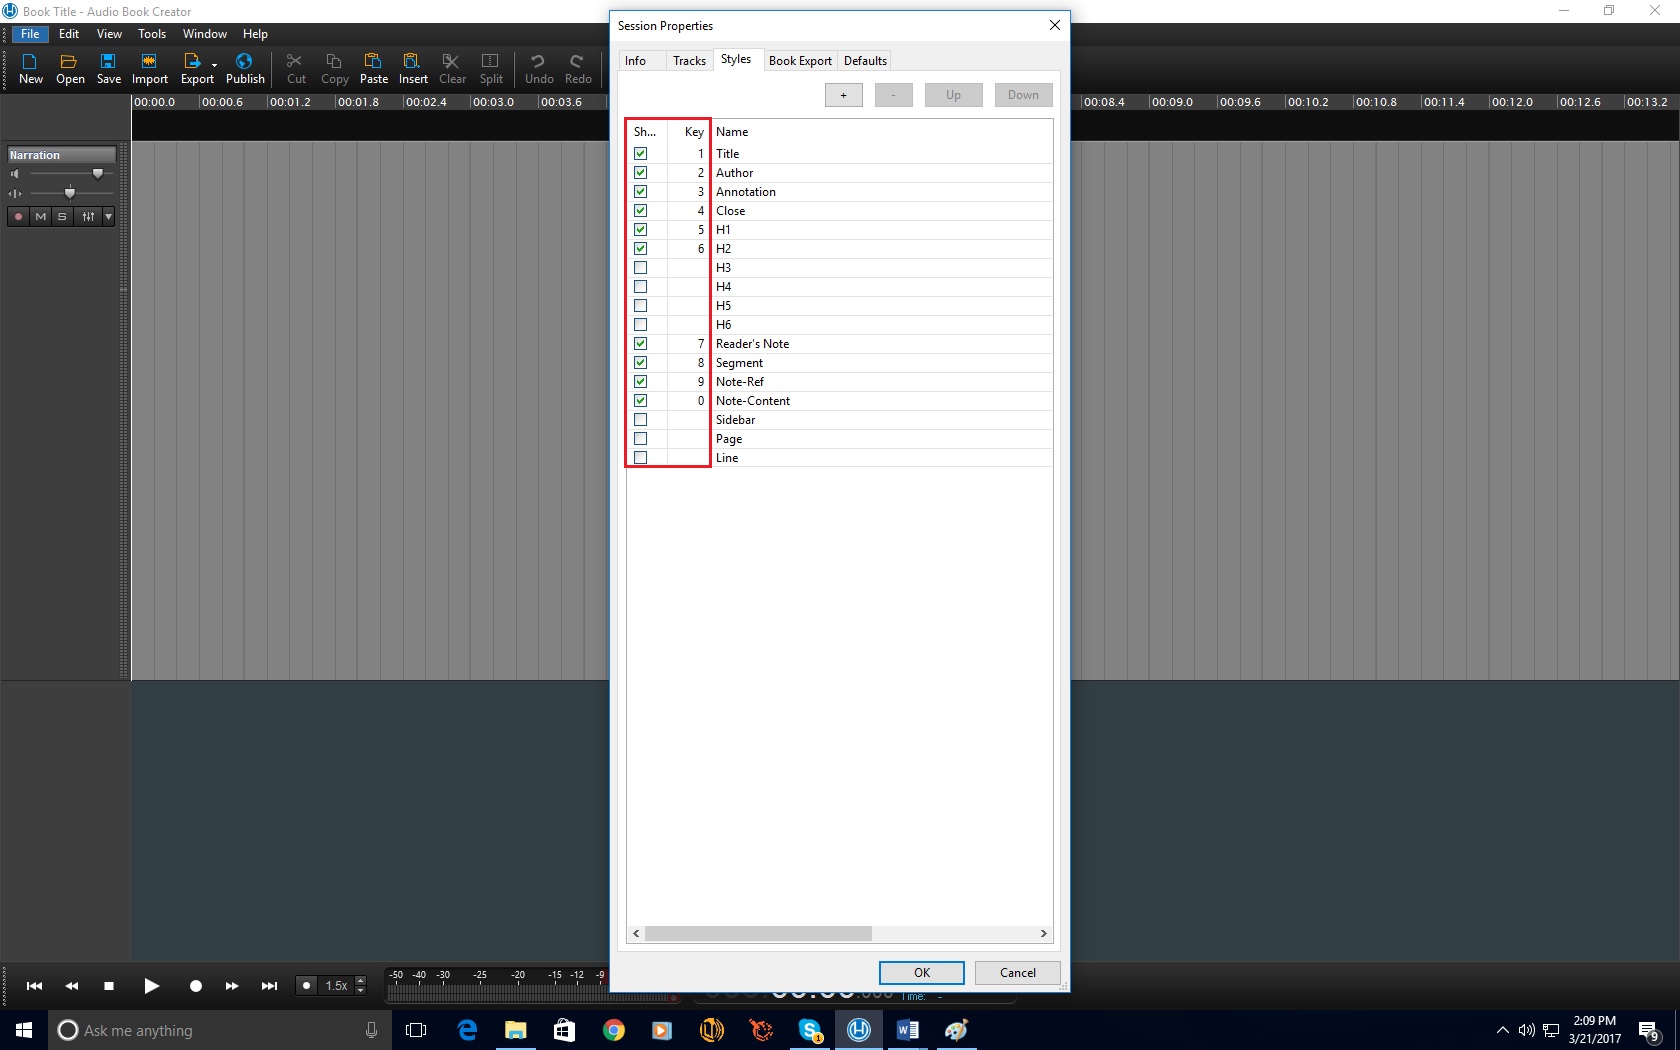 Book Title - Audio Book Creator
File Edit View Tools Window Help
New Open Save Import Export Publish Cut Copy Paste Insert Clear Split Undo Redo
00:00.0 00:00.6 00:01.2 00:01.8 00:02.4 00:03.0 00:03.6 00:08.4 00:09.0 00:09.6 00:10.2 00:10.8 00:11.4 00:12.0 00:12.6 00:13.2
Narration
M S
Session Properties
Info Tracks Styles Book Export Defaults
+ - Up Down
Sh... Key Name
1 Title
2 Author
3 Annotation
4 Close
5 H1
6 H2
H3
H4
H5
H6
7 Reader's Note
8 Segment
9 Note-Ref
0 Note-Content
Sidebar
Page
Line
OK Cancel
1.5x
-50 -40 -30 -25 -20 -15 -12 -9
Time: -
Ask me anything
1
2:09 PM
3/21/2017
9